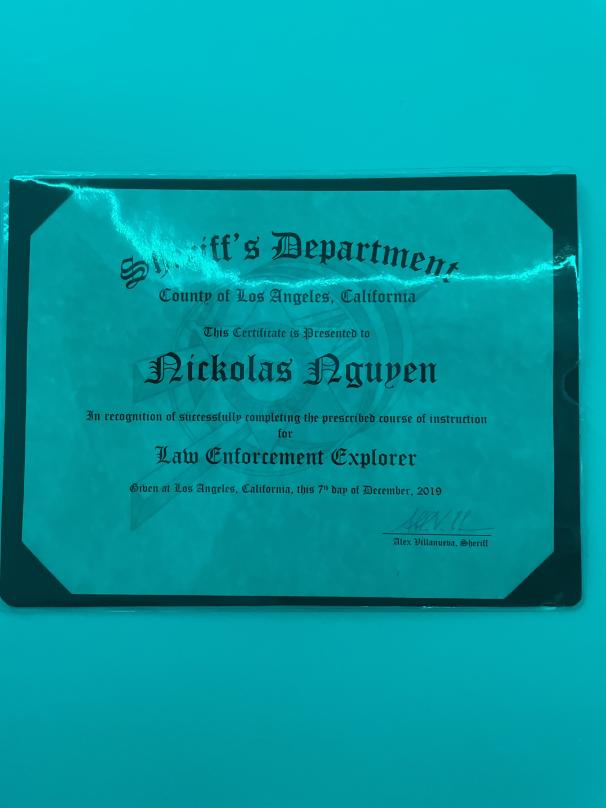 Sheriff's Department
County of Los Angeles, California
This Certificate is Presented to
Nickolas Nguyen
In recognition of successfully completing the prescribed course of instruction
for
Law Enforcement Explorer
Given at Los Angeles, California, this 7th day of December, 2019
Alex Villanueva, Sheriff